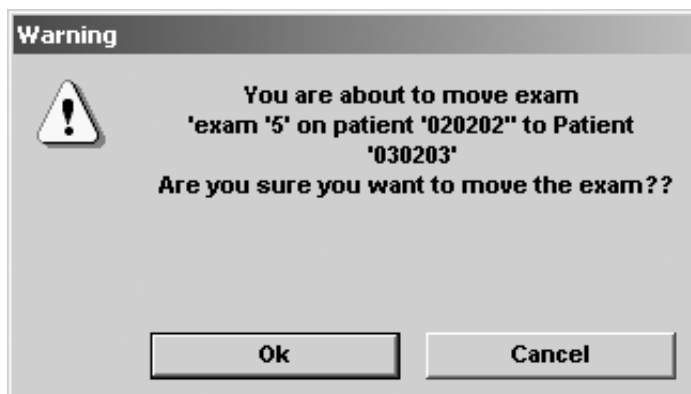 Warning
You are about to move exam
'exam '5' on patient '020202'' to Patient
'030203'
Are you sure you want to move the exam??
Ok
Cancel